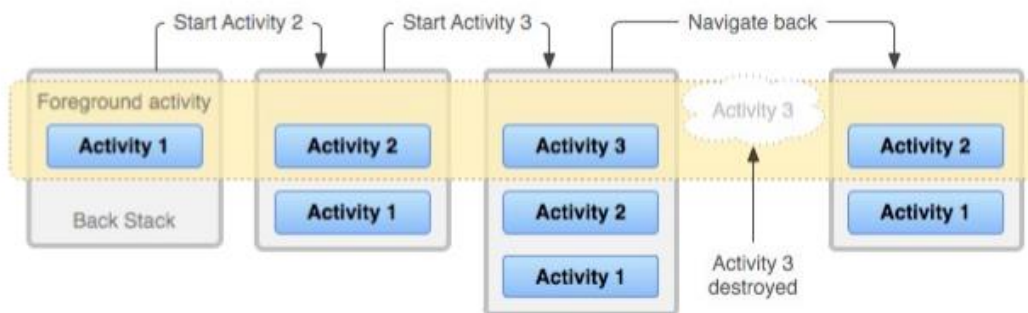 Start Activity 2
Start Activity 3
Navigate back
Foreground activity
Activity 1
Back Stack
Activity 2
Activity 1
Activity 3
Activity 2
Activity 1
Activity 3
Activity 3
destroyed
Activity 2
Activity 1